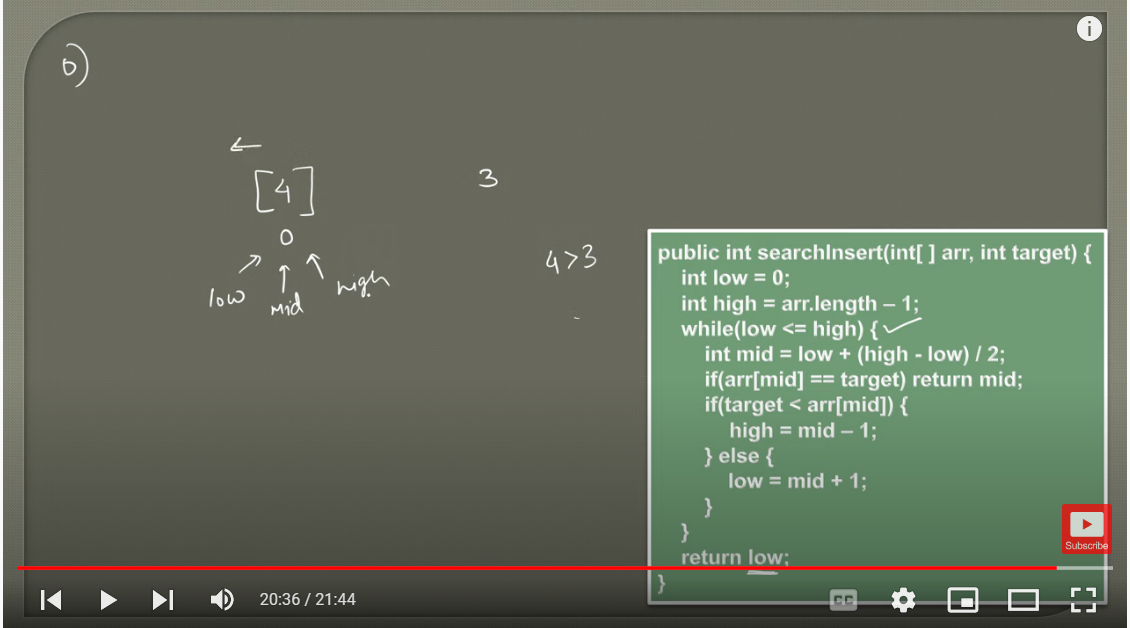 0)
←
[4]
3
0
4>3
low
mid
high
public int searchInsert(int[ ] arr, int target) {
int low = 0;
int high = arr.length – 1;
while(low <= high) {
int mid = low + (high - low) / 2;
if(arr[mid] == target) return mid;
if(target < arr[mid]) {
high = mid – 1;
} else {
low = mid + 1;
}
}
return low;
}
Subscribe
20:36 / 21:44
CC
i